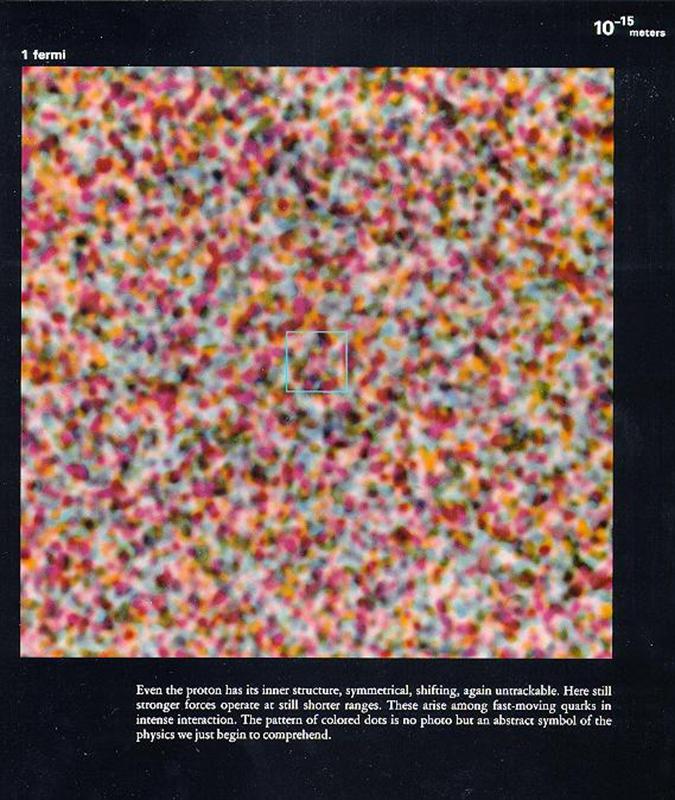 10⁻¹⁵ meters
1 fermi
Even the proton has its inner structure, symmetrical, shifting, again untrackable. Here still
stronger forces operate at still shorter ranges. These arise among fast-moving quarks in
intense interaction. The pattern of colored dots is no photo but an abstract symbol of the
physics we just begin to comprehend.